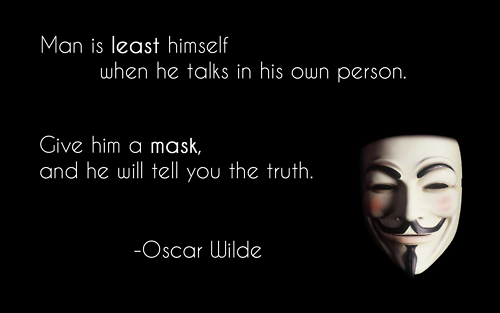 Man is least himself
when he talks in his own person.
Give him a mask,
and he will tell you the truth.
-Oscar Wilde